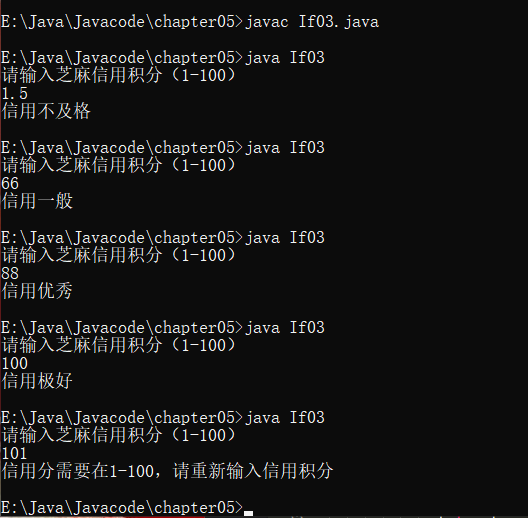 E:\Java\Javacode\chapter05>javac If03.java
E:\Java\Javacode\chapter05>java If03
请输入芝麻信用积分（1-100）
1.5
信用不及格
E:\Java\Javacode\chapter05>java If03
请输入芝麻信用积分（1-100）
66
信用一般
E:\Java\Javacode\chapter05>java If03
请输入芝麻信用积分（1-100）
88
信用优秀
E:\Java\Javacode\chapter05>java If03
请输入芝麻信用积分（1-100）
100
信用极好
E:\Java\Javacode\chapter05>java If03
请输入芝麻信用积分（1-100）
101
信用分需要在1-100，请重新输入信用积分
E:\Java\Javacode\chapter05>